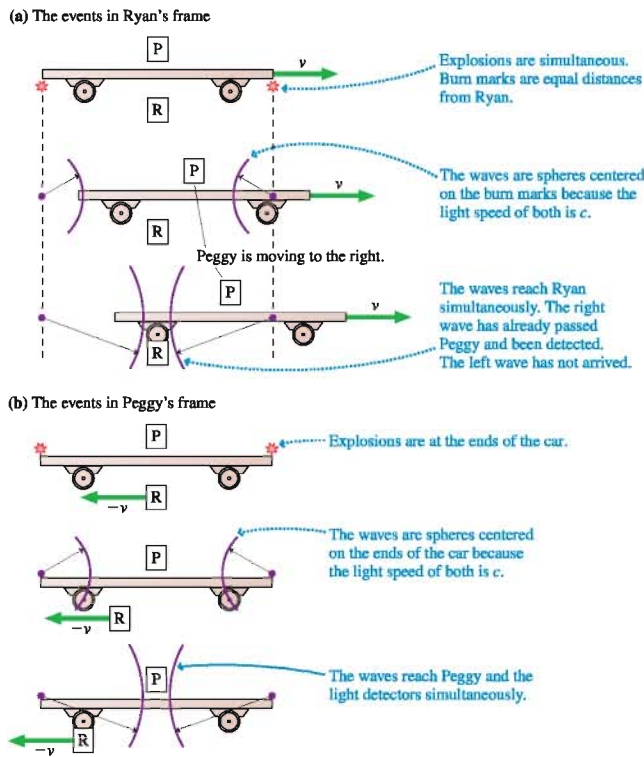 (a) The events in Ryan's frame
P
v
Explosions are simultaneous.
Burn marks are equal distances
from Ryan.
R
P
v
The waves are spheres centered
on the burn marks because the
light speed of both is c.
R
Peggy is moving to the right.
P
v
The waves reach Ryan
simultaneously. The right
wave has already passed
Peggy and been detected.
The left wave has not arrived.
R
(b) The events in Peggy's frame
P
Explosions are at the ends of the car.
R
−v
P
The waves are spheres centered
on the ends of the car because
the light speed of both is c.
R
−v
P
The waves reach Peggy and the
light detectors simultaneously.
R
−v